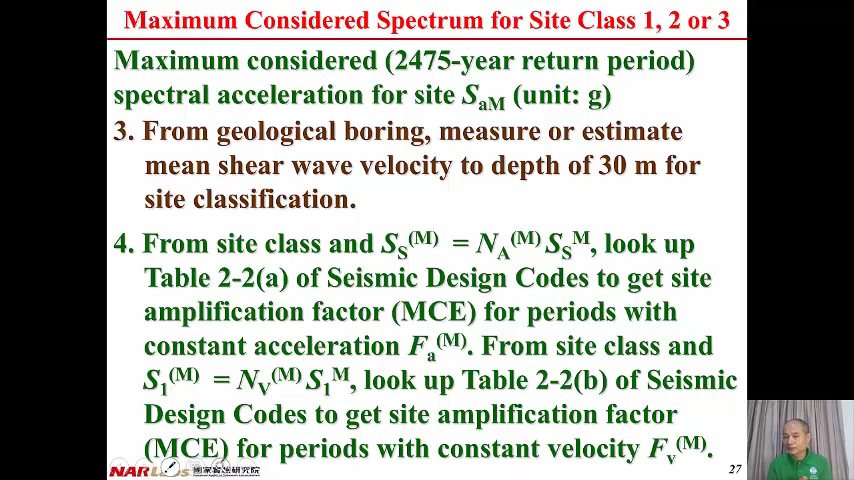 Maximum Considered Spectrum for Site Class 1, 2 or 3
Maximum considered (2475-year return period)
spectral acceleration for site SaM (unit: g)
3. From geological boring, measure or estimate
mean shear wave velocity to depth of 30 m for
site classification.
4. From site class and SS(M) = NA(M) SSM, look up
Table 2-2(a) of Seismic Design Codes to get site
amplification factor (MCE) for periods with
constant acceleration Fa(M). From site class and
S1(M) = NV(M) S1M, look up Table 2-2(b) of Seismic
Design Codes to get site amplification factor
(MCE) for periods with constant velocity Fv(M).
27